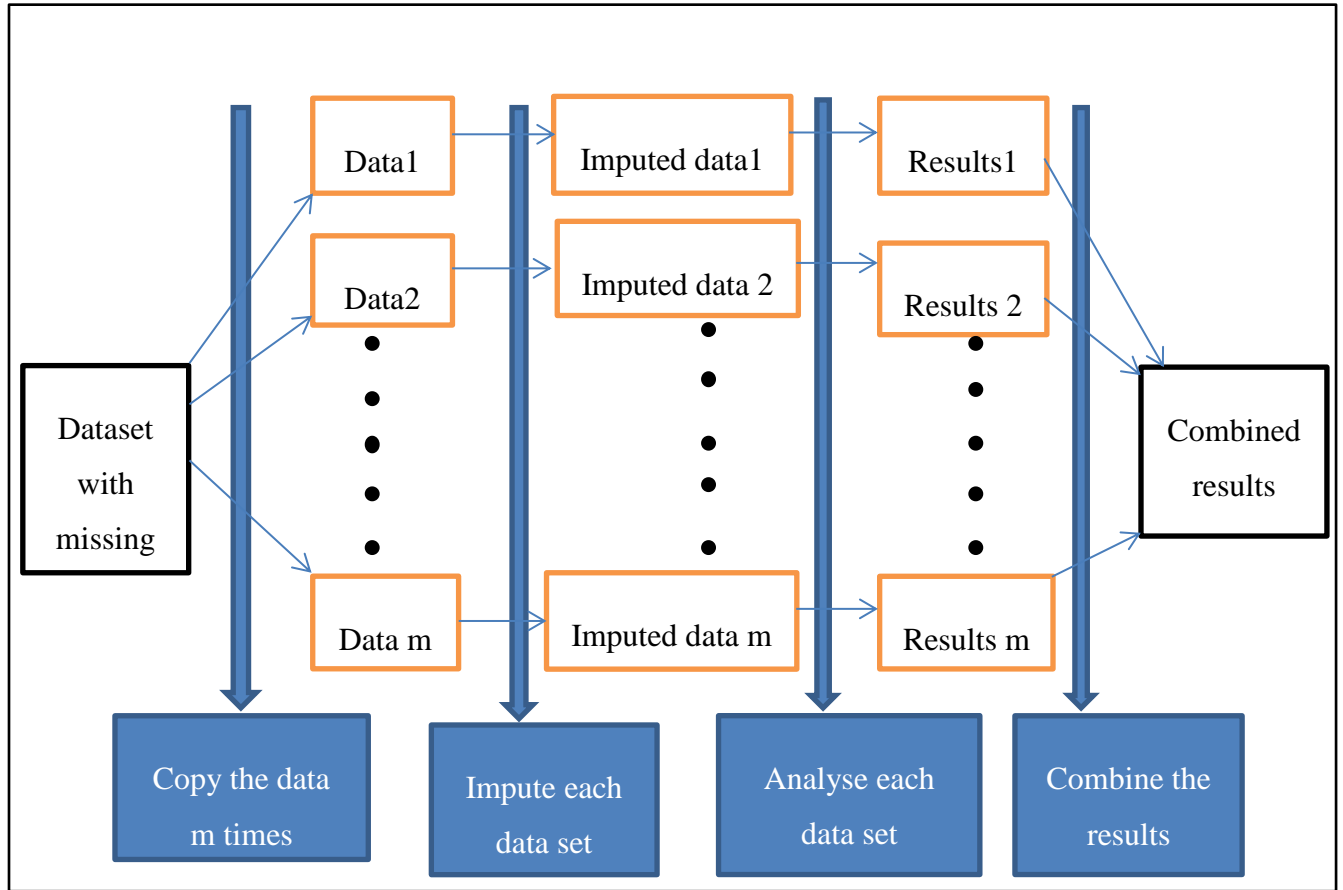 Data1
Imputed data1
Results1
Data2
Imputed data 2
Results 2
Dataset
with
missing
Combined
results
Data m
Imputed data m
Results m
Copy the data
m times
Impute each
data set
Analyse each
data set
Combine the
results